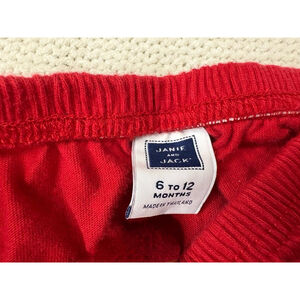 JANIE
AND
JACK
6 TO 12
MONTHS
MADE IN THAILAND